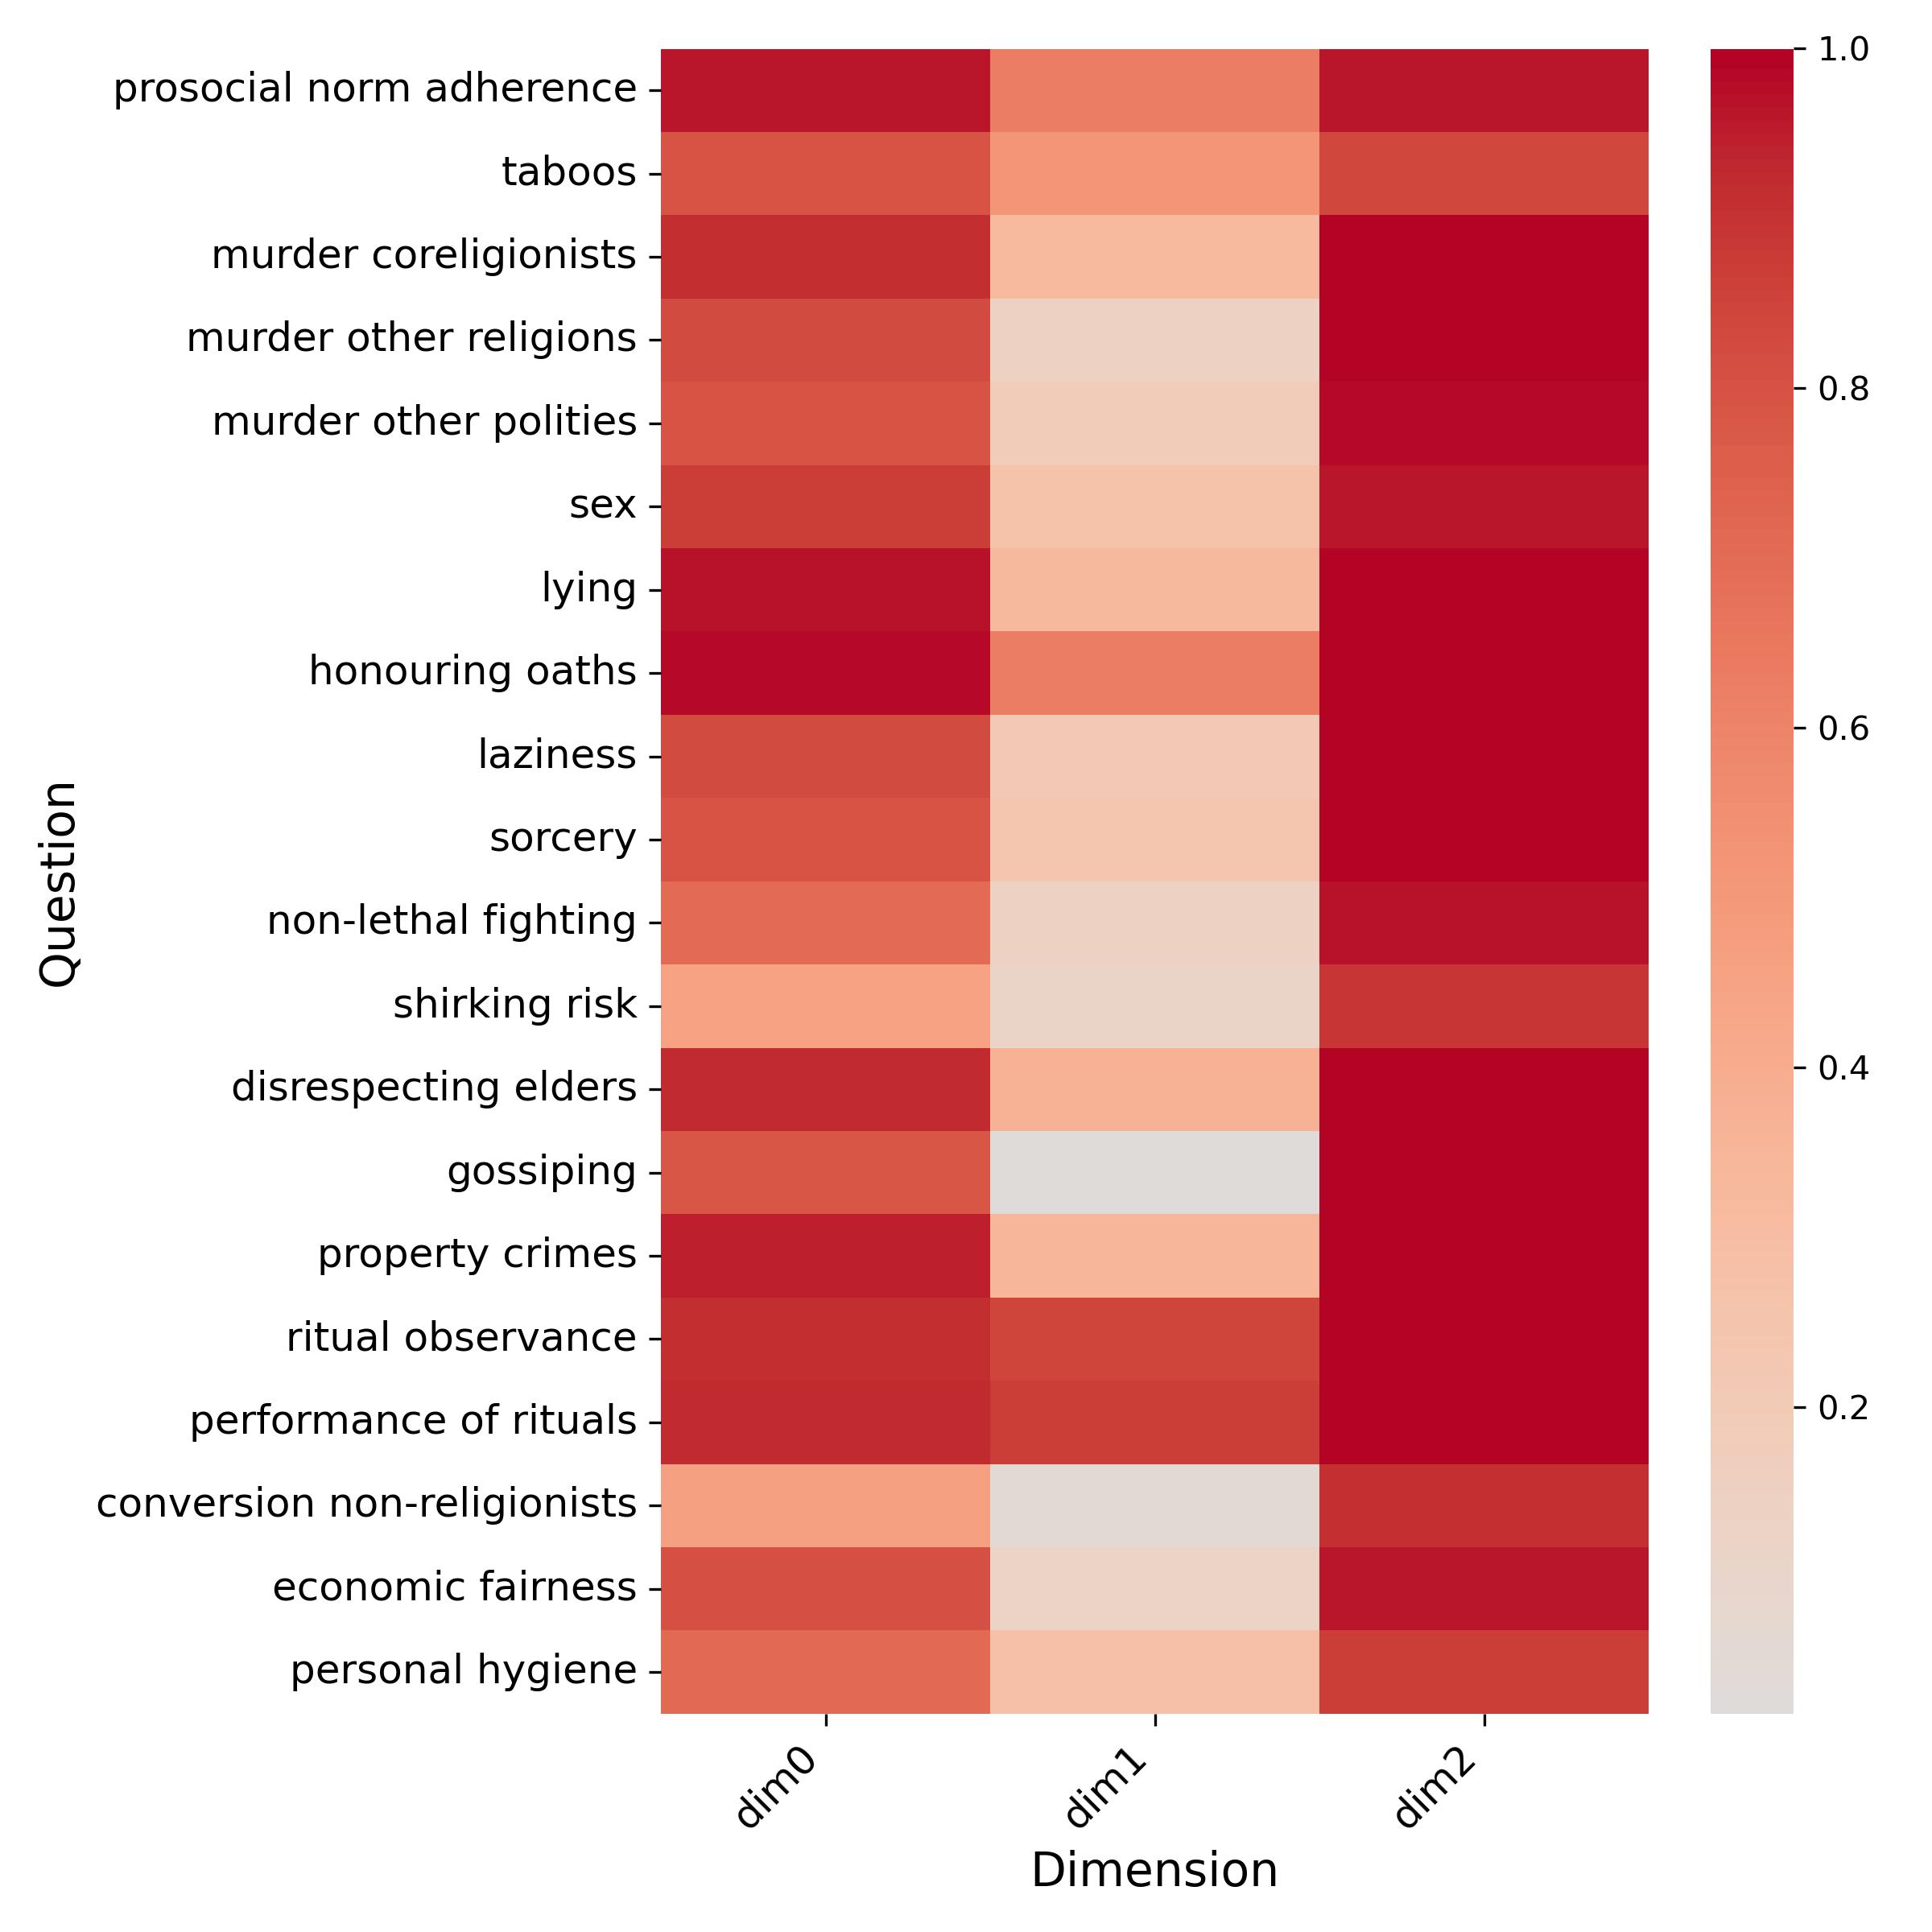 prosocial norm adherence
taboos
murder coreligionists
murder other religions
murder other polities
sex
lying
honouring oaths
laziness
sorcery
non-lethal fighting
shirking risk
disrespecting elders
gossiping
property crimes
ritual observance
performance of rituals
conversion non-religionists
economic fairness
personal hygiene
Question
dim0
dim1
dim2
Dimension
1.0
0.8
0.6
0.4
0.2